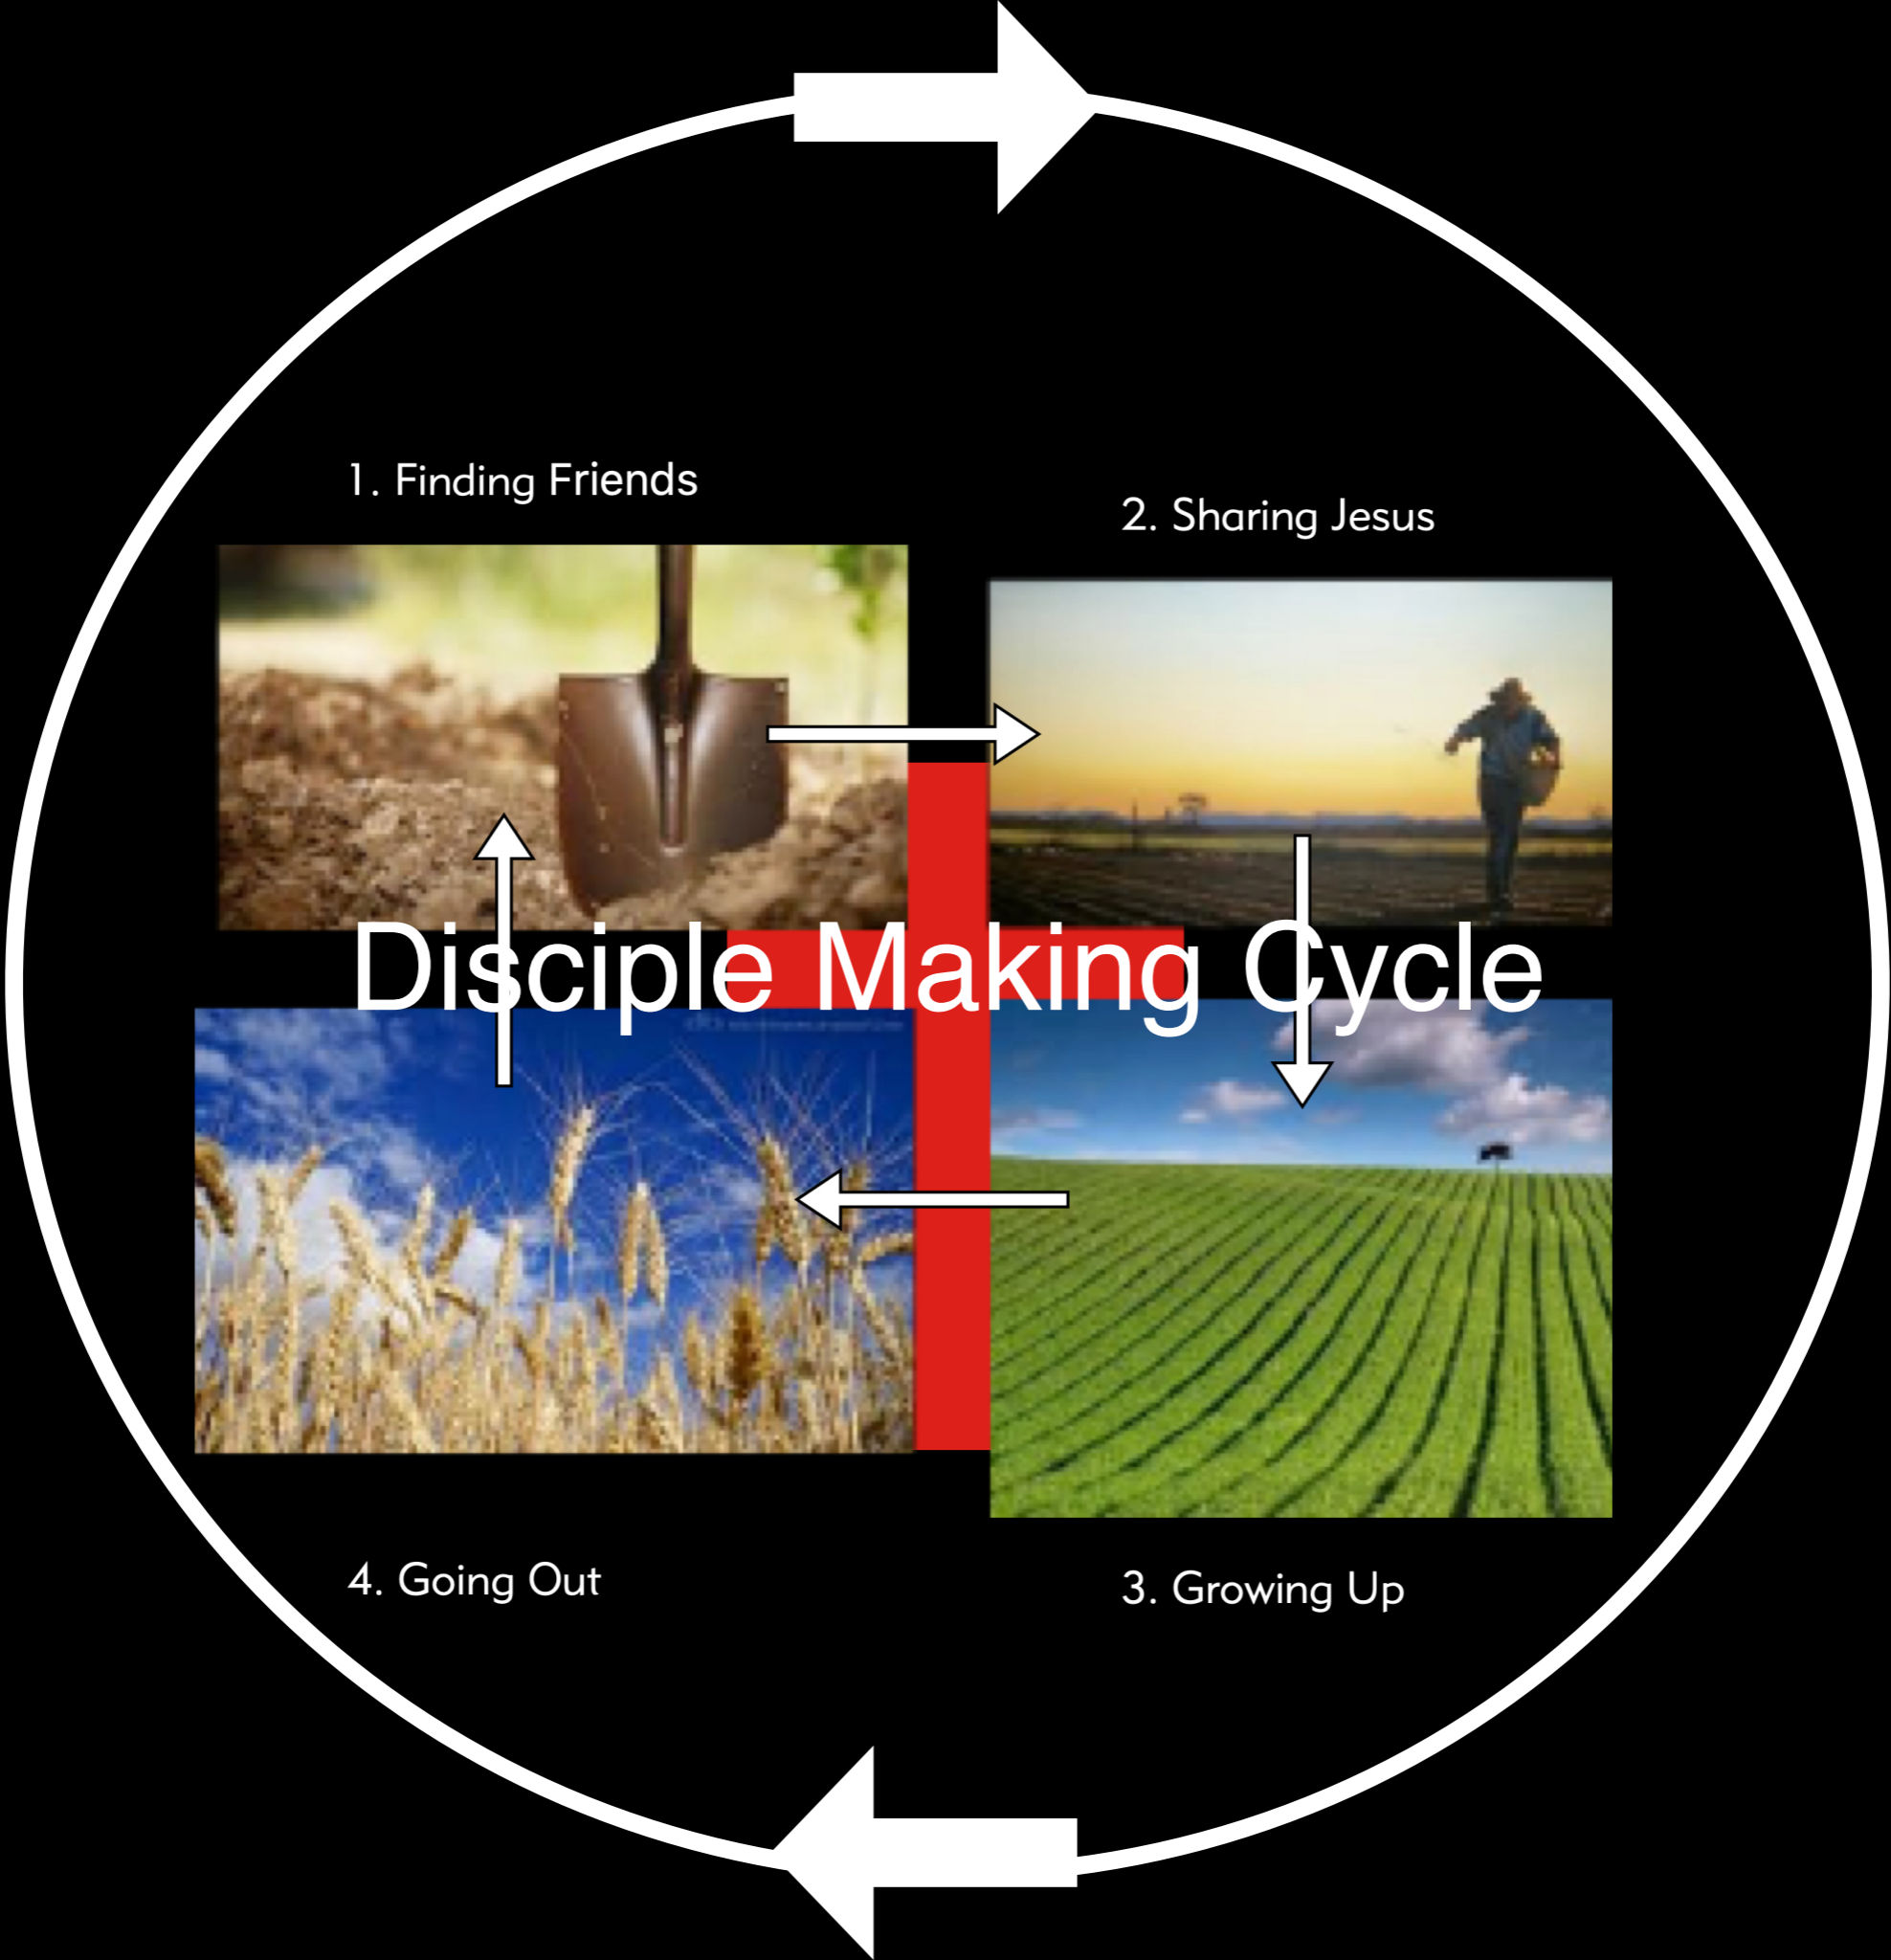 1. Finding Friends
2. Sharing Jesus
Disciple Making Cycle
4. Going Out
3. Growing Up